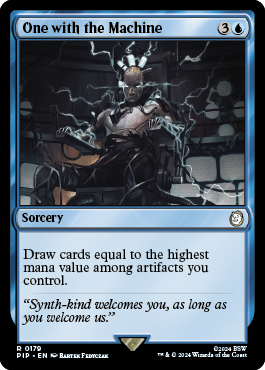 One with the Machine 3
Sorcery
Draw cards equal to the highest
mana value among artifacts you
control.
“Synth-kind welcomes you, as long as
you welcome us.”
R 0179
PIP • EN Bartek Fedyczak
©2024 BSW
™ & © 2024 Wizards of the Coast